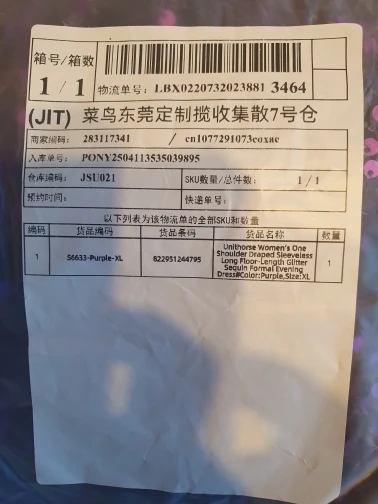 箱号/箱数
1 / 1
物流单号: LBX0220732023881 3464
(JIT) 菜鸟东莞定制揽收集散7号仓
商家编码: 283117341 / cn1077291073coxae
入库单号: PONY2504113535039895
仓库编码: JSU021 SKU数量/总件数: 1 / 1
预约时间: 快递单号:
以下列表为该物流单的全部SKU和数量
编码 货品编码 货品条码 货品名称 数量
1 S6633-Purple-XL 822951244795 Unithorse Women's One Shoulder Draped Sleeveless Long Floor-Length Glitter Sequin Formal Evening Dress#Color:Purple,Size:XL 1